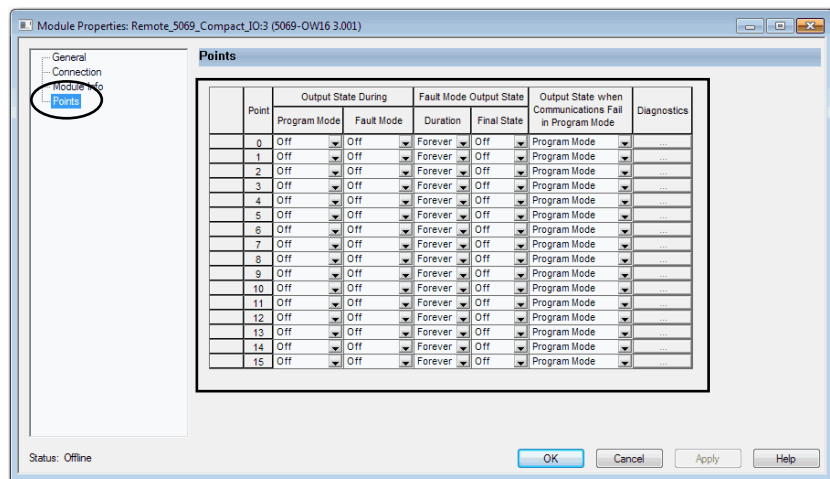 Module Properties: Remote_5069_Compact_IO:3 (5069-OW16 3.001)
General
Connection
Module Info
Points
Points
Point
Output State During
Fault Mode Output State
Output State when
Communications Fail
in Program Mode
Diagnostics
Program Mode Fault Mode Duration Final State
0 Off Off Forever Off Program Mode ...
1 Off Off Forever Off Program Mode ...
2 Off Off Forever Off Program Mode ...
3 Off Off Forever Off Program Mode ...
4 Off Off Forever Off Program Mode ...
5 Off Off Forever Off Program Mode ...
6 Off Off Forever Off Program Mode ...
7 Off Off Forever Off Program Mode ...
8 Off Off Forever Off Program Mode ...
9 Off Off Forever Off Program Mode ...
10 Off Off Forever Off Program Mode ...
11 Off Off Forever Off Program Mode ...
12 Off Off Forever Off Program Mode ...
13 Off Off Forever Off Program Mode ...
14 Off Off Forever Off Program Mode ...
15 Off Off Forever Off Program Mode ...
Status: Offline
OK Cancel Apply Help